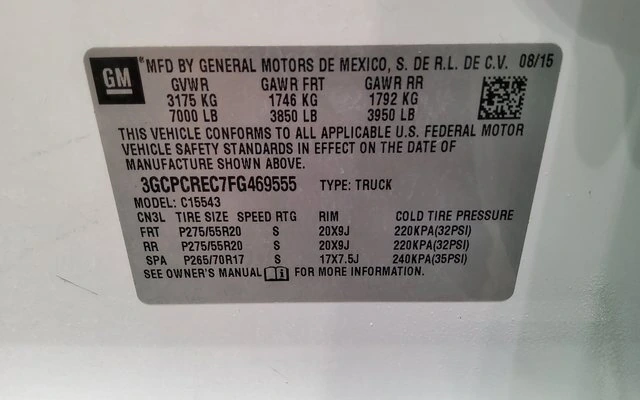 GM ® MFD BY GENERAL MOTORS DE MEXICO, S. DE R.L. DE C.V. 08/15
GVWR GAWR FRT GAWR RR
3175 KG 1746 KG 1792 KG
7000 LB 3850 LB 3950 LB
THIS VEHICLE CONFORMS TO ALL APPLICABLE U.S. FEDERAL MOTOR
VEHICLE SAFETY STANDARDS IN EFFECT ON THE DATE OF
MANUFACTURE SHOWN ABOVE.
3GCPCREC7FG469555 TYPE: TRUCK
MODEL: C15543
CN3L TIRE SIZE SPEED RTG RIM COLD TIRE PRESSURE
FRT P275/55R20 S 20X9J 220KPA(32PSI)
RR P275/55R20 S 20X9J 220KPA(32PSI)
SPA P265/70R17 S 17X7.5J 240KPA(35PSI)
SEE OWNER'S MANUAL FOR MORE INFORMATION.